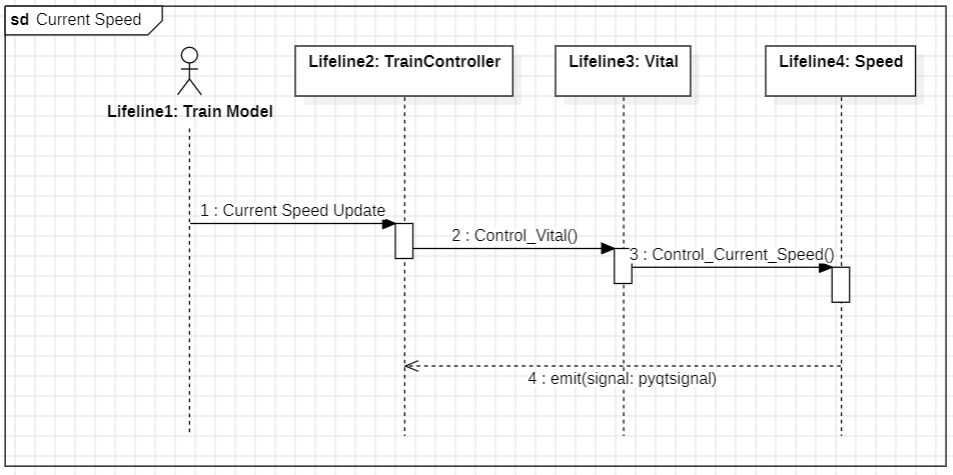 sd Current Speed
Lifeline1: Train Model
Lifeline2: TrainController
Lifeline3: Vital
Lifeline4: Speed
1 : Current Speed Update
2 : Control_Vital()
3 : Control_Current_Speed()
4 : emit(signal: pyqtsignal)